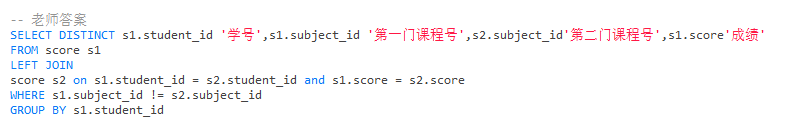 -- 老师答案
SELECT DISTINCT s1.student_id '学号',s1.subject_id '第一门课程号',s2.subject_id'第二门课程号',s1.score'成绩'
FROM score s1
LEFT JOIN
score s2 on s1.student_id = s2.student_id and s1.score = s2.score
WHERE s1.subject_id != s2.subject_id
GROUP BY s1.student_id